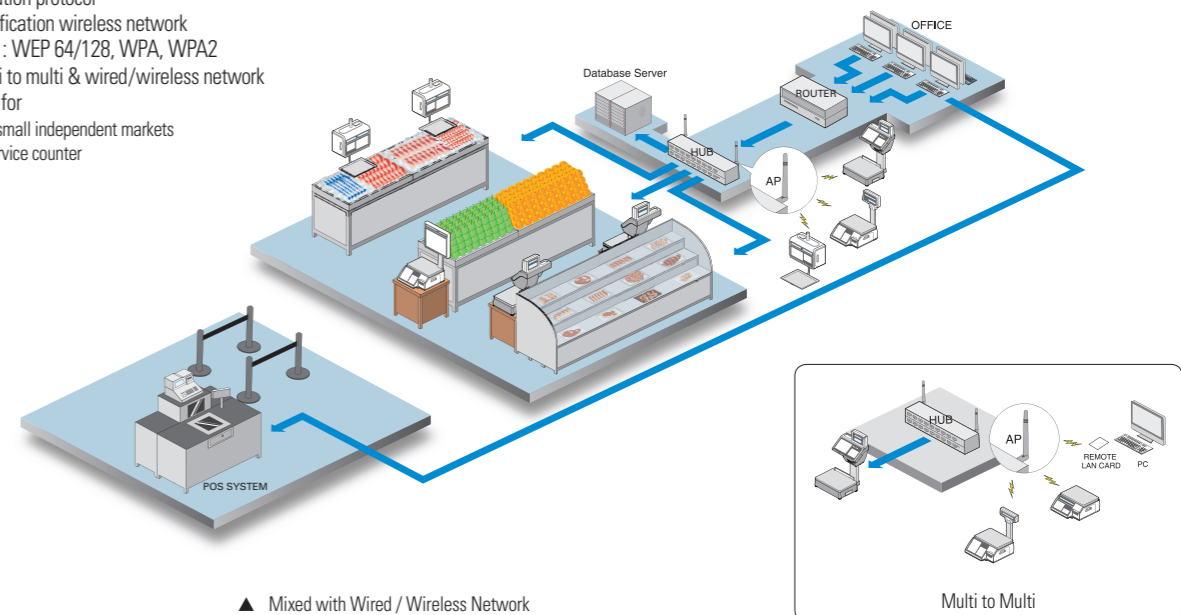 ification wireless network
: WEP 64/128, WPA, WPA2
to multi & wired/wireless network
for
small independent markets
counter
OFFICE
Database Server
ROUTER
HUB
AP
POS SYSTEM
HUB
AP
REMOTE
LAN CARD
PC
▲ Mixed with Wired / Wireless Network
Multi to Multi